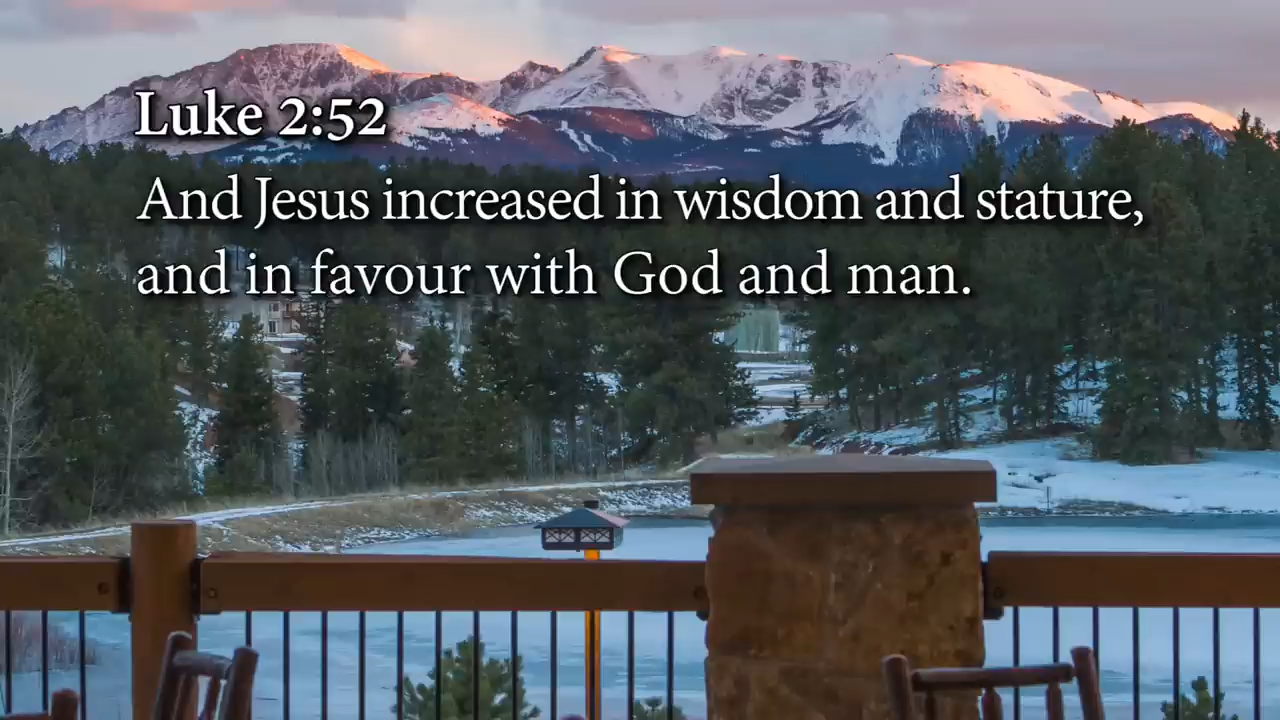 Luke 2:52
And Jesus increased in wisdom and stature,
and in favour with God and man.